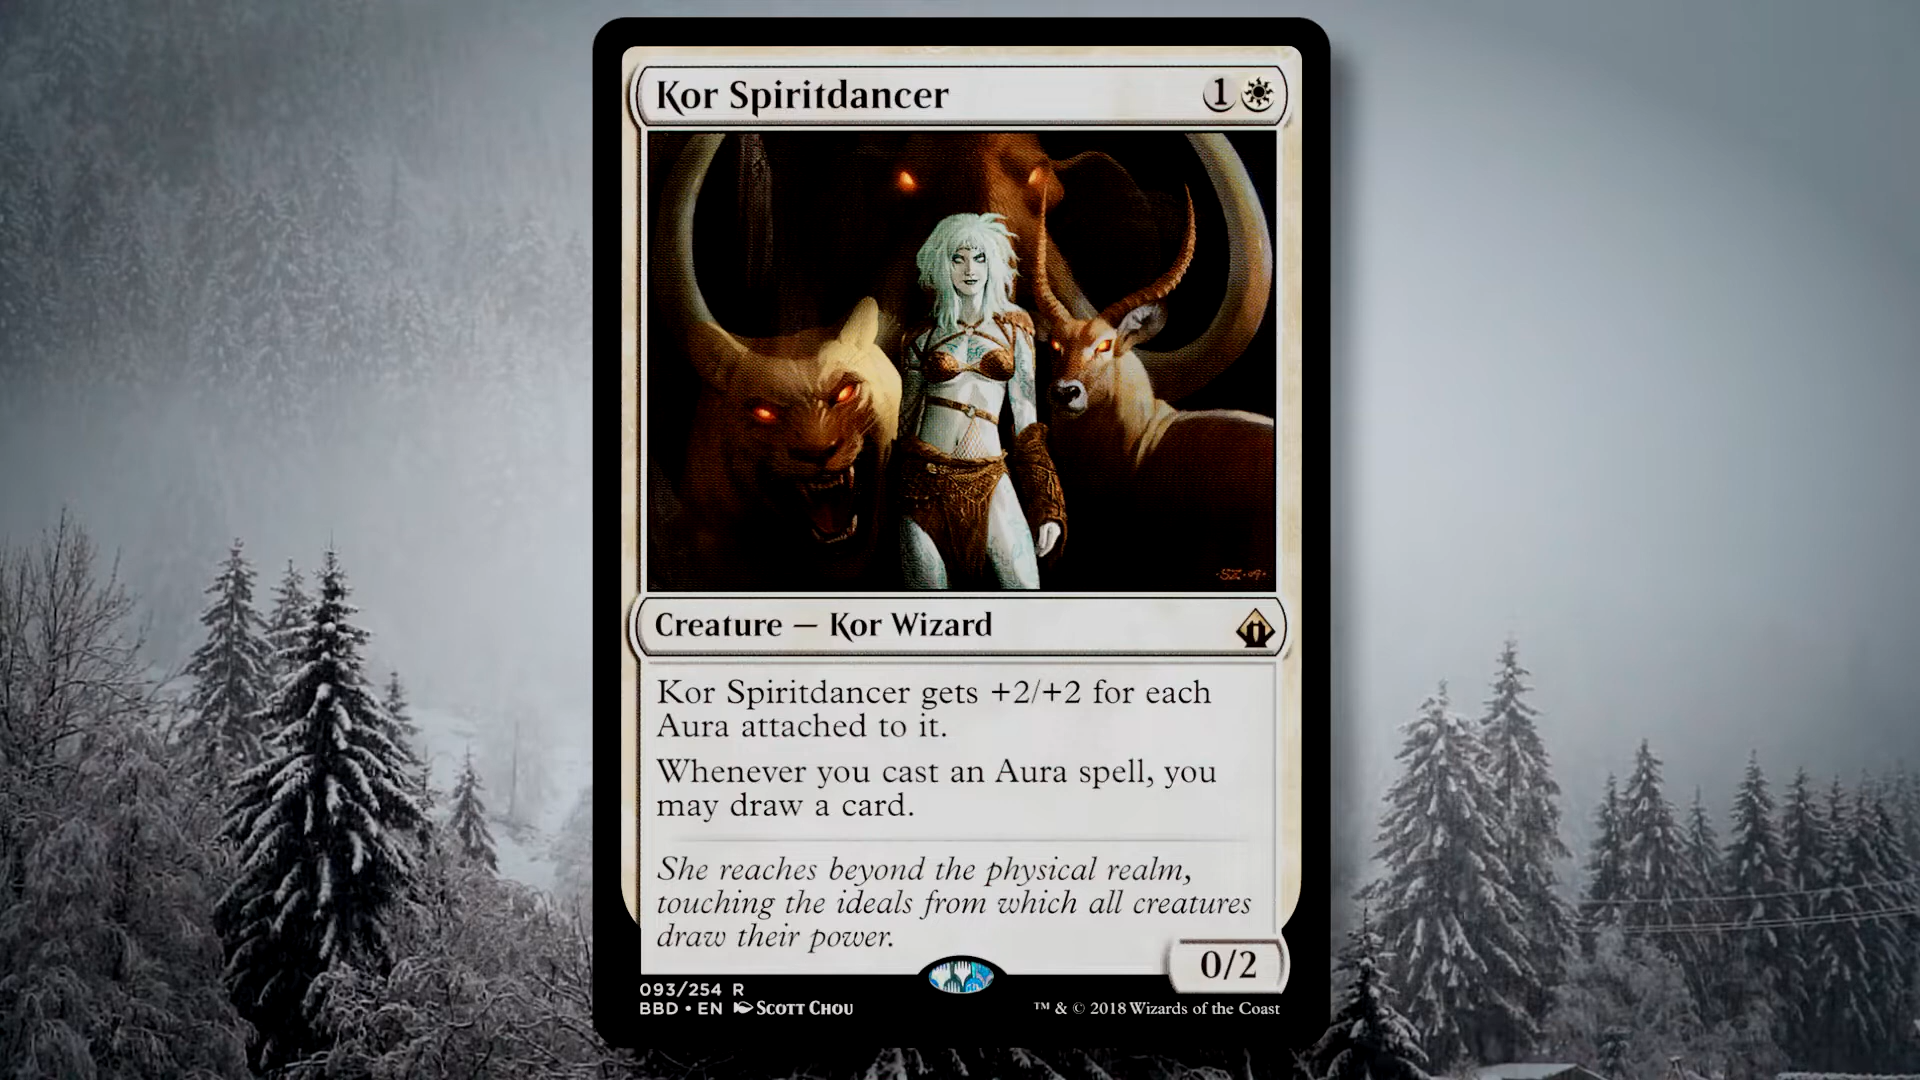 Kor Spiritdancer 1
·SZ·09·
Creature — Kor Wizard
Kor Spiritdancer gets +2/+2 for each
Aura attached to it.
Whenever you cast an Aura spell, you
may draw a card.
She reaches beyond the physical realm,
touching the ideals from which all creatures
draw their power.
0/2
093/254 R
BBD • EN Scott Chou
™ & © 2018 Wizards of the Coast